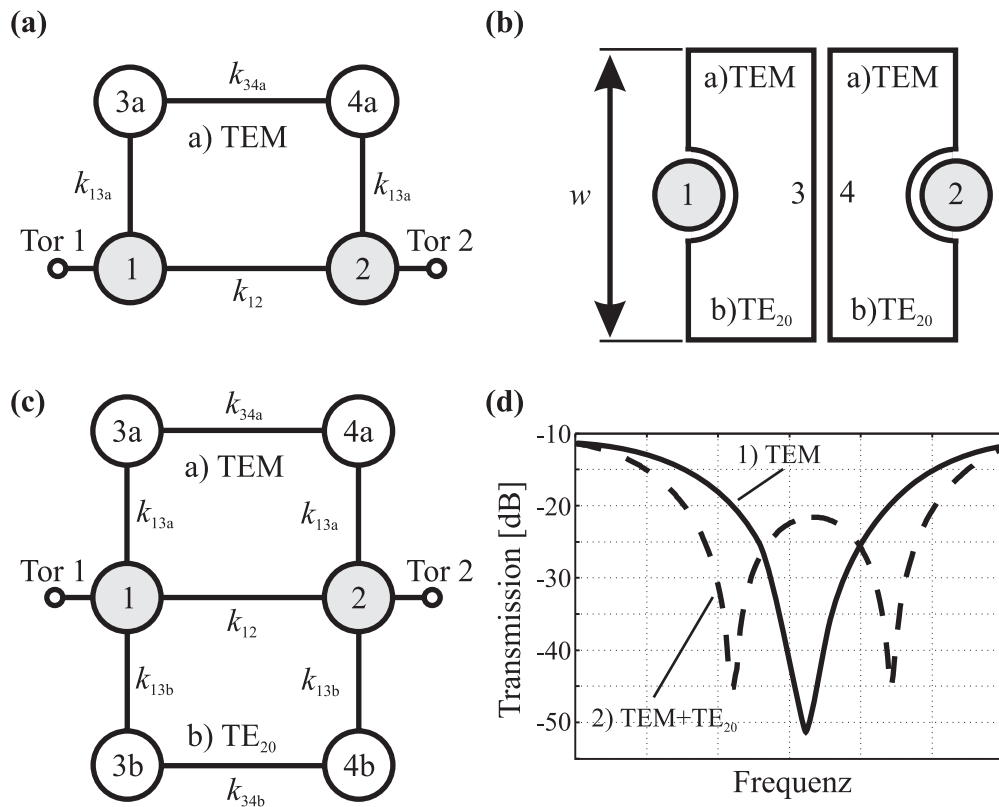 (a)
3a
k34a
4a
a) TEM
k13a
k13a
Tor 1
1
2
Tor 2
k12
(b)
w
a)TEM
a)TEM
1
3
4
2
b)TE20
b)TE20
(c)
3a
k34a
4a
a) TEM
k13a
k13a
Tor 1
1
2
Tor 2
k12
k13b
k13b
b) TE20
3b
4b
k34b
(d)
Transmission [dB]
-10
-20
-30
-40
-50
1) TEM
2) TEM+TE20
Frequenz